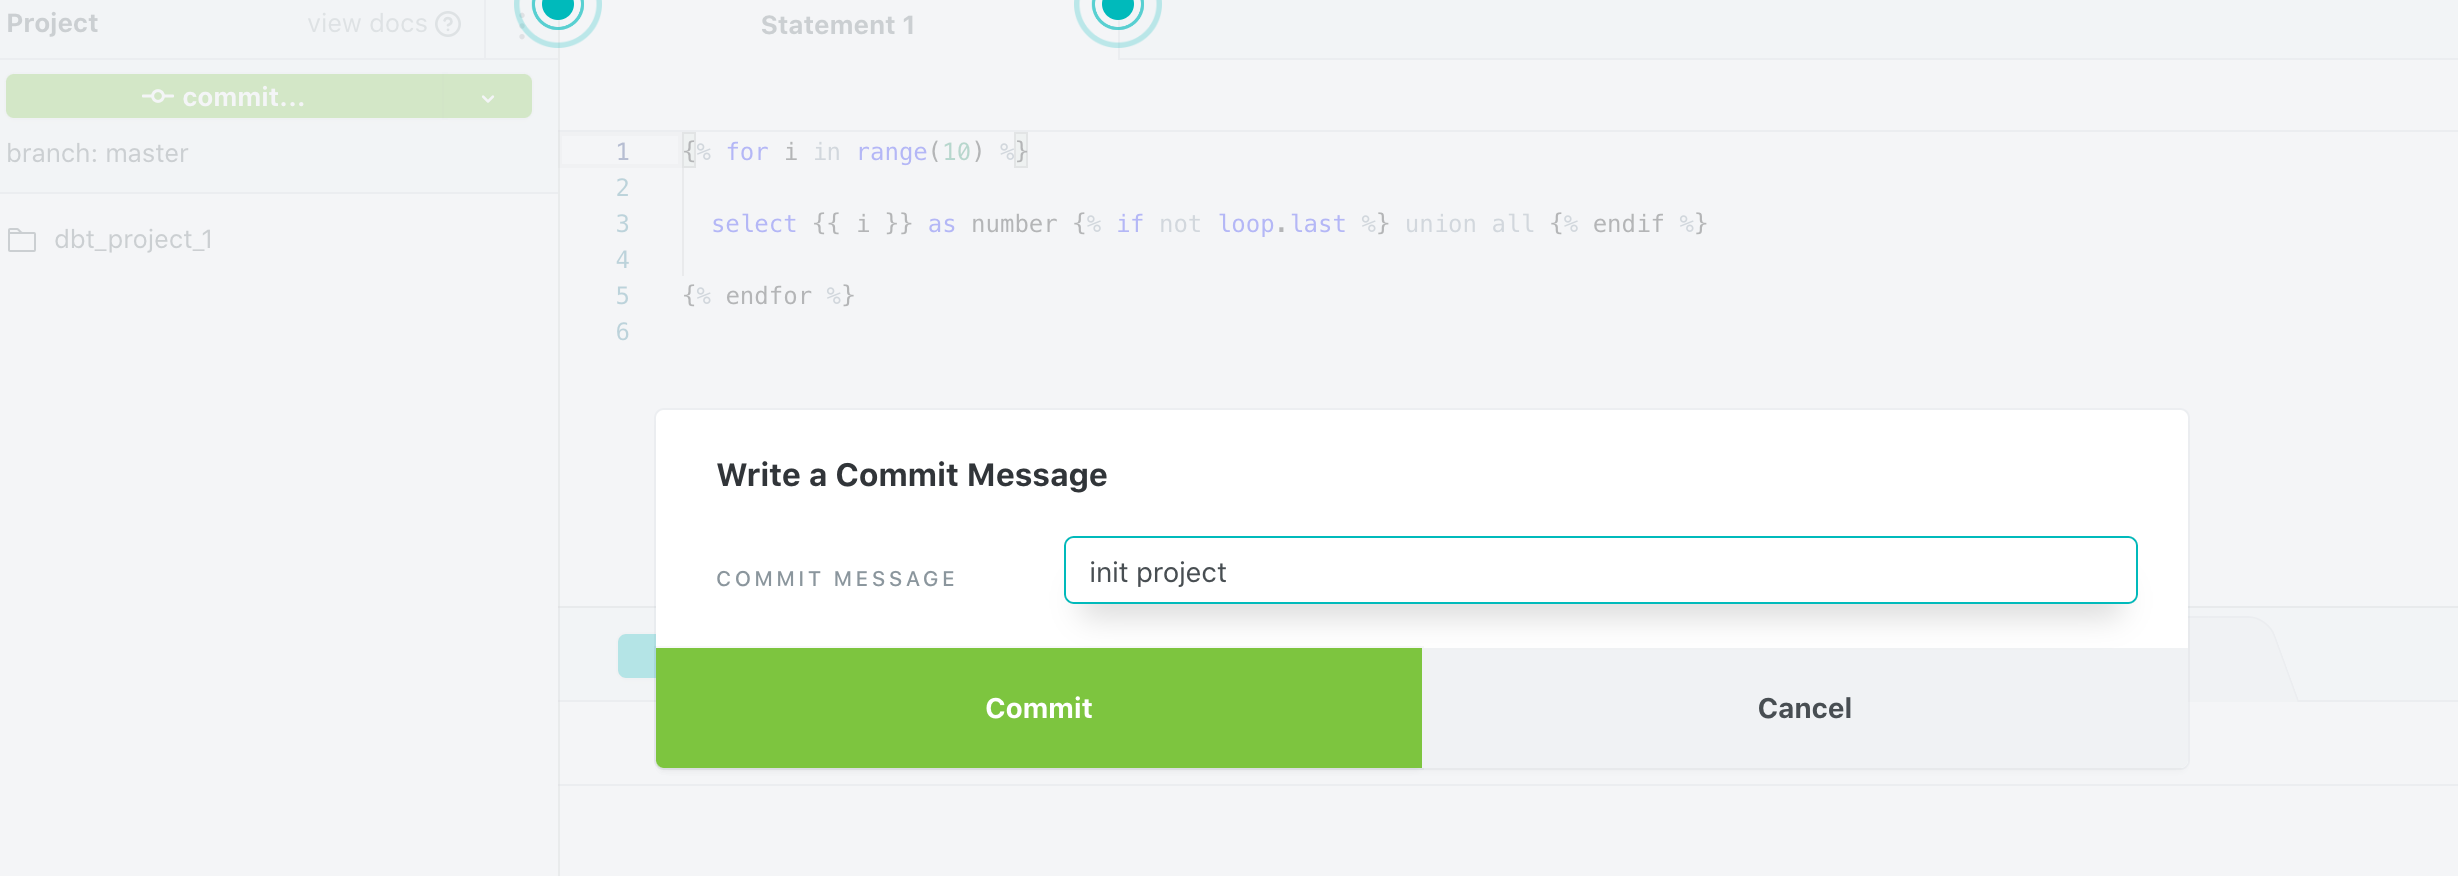 Project
view docs
Statement 1
commit...
branch: master
dbt_project_1
1 {% for i in range(10) %}
2
3 select {{ i }} as number {% if not loop.last %} union all {% endif %}
4
5 {% endfor %}
6
Write a Commit Message
COMMIT MESSAGE
init project
Commit
Cancel